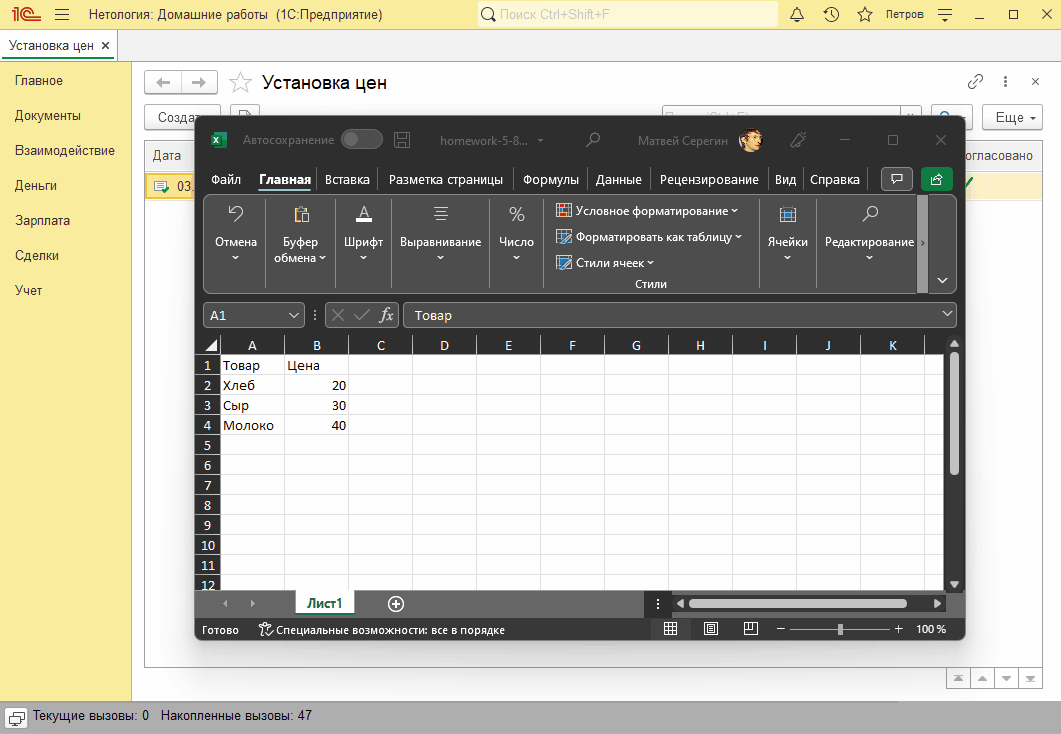 1С Нетология: Домашние работы (1С:Предприятие) Поиск Ctrl+Shift+F Петров
Установка цен ×
Главное
Документы
Взаимодействие
Деньги
Зарплата
Сделки
Учет
Установка цен
Еще
Дата
03.
Автосохранение homework-5-8... Матвей Серегин
Файл Главная Вставка Разметка страницы Формулы Данные Рецензирование Вид Справка
Отмена
Буфер обмена
Шрифт
Выравнивание
Число
Условное форматирование
Форматировать как таблицу
Стили ячеек
Стили
Ячейки
Редактирование
A1 fx Товар
A B C D E F G H I J K
1 Товар Цена
2 Хлеб 20
3 Сыр 30
4 Молоко 40
5
6
7
8
9
10
11
12
Лист1
Готово Специальные возможности: все в порядке 100 %
Текущие вызовы: 0 Накопленные вызовы: 47